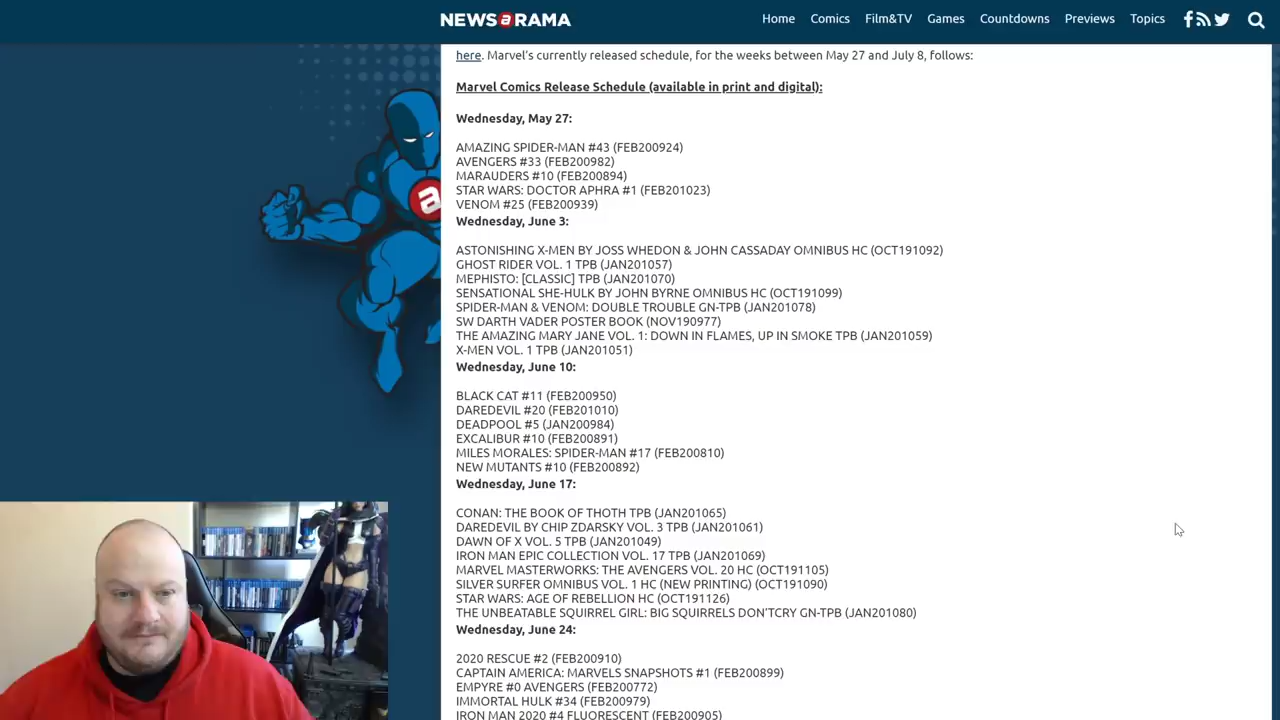 NEWSaRAMA
Home Comics Film&TV Games Countdowns Previews Topics
here. Marvel's currently released schedule, for the weeks between May 27 and July 8, follows:
Marvel Comics Release Schedule (available in print and digital):
Wednesday, May 27:
AMAZING SPIDER-MAN #43 (FEB200924)
AVENGERS #33 (FEB200982)
MARAUDERS #10 (FEB200894)
STAR WARS: DOCTOR APHRA #1 (FEB201023)
VENOM #25 (FEB200939)
Wednesday, June 3:
ASTONISHING X-MEN BY JOSS WHEDON & JOHN CASSADAY OMNIBUS HC (OCT191092)
GHOST RIDER VOL. 1 TPB (JAN201057)
MEPHISTO: [CLASSIC] TPB (JAN201070)
SENSATIONAL SHE-HULK BY JOHN BYRNE OMNIBUS HC (OCT191099)
SPIDER-MAN & VENOM: DOUBLE TROUBLE GN-TPB (JAN201078)
SW DARTH VADER POSTER BOOK (NOV190977)
THE AMAZING MARY JANE VOL. 1: DOWN IN FLAMES, UP IN SMOKE TPB (JAN201059)
X-MEN VOL. 1 TPB (JAN201051)
Wednesday, June 10:
BLACK CAT #11 (FEB200950)
DAREDEVIL #20 (FEB201010)
DEADPOOL #5 (JAN200984)
EXCALIBUR #10 (FEB200891)
MILES MORALES: SPIDER-MAN #17 (FEB200810)
NEW MUTANTS #10 (FEB200892)
Wednesday, June 17:
CONAN: THE BOOK OF THOTH TPB (JAN201065)
DAREDEVIL BY CHIP ZDARSKY VOL. 3 TPB (JAN201061)
DAWN OF X VOL. 5 TPB (JAN201049)
IRON MAN EPIC COLLECTION VOL. 17 TPB (JAN201069)
MARVEL MASTERWORKS: THE AVENGERS VOL. 20 HC (OCT191105)
SILVER SURFER OMNIBUS VOL. 1 HC (NEW PRINTING) (OCT191090)
STAR WARS: AGE OF REBELLION HC (OCT191126)
THE UNBEATABLE SQUIRREL GIRL: BIG SQUIRRELS DON'TCRY GN-TPB (JAN201080)
Wednesday, June 24:
2020 RESCUE #2 (FEB200910)
CAPTAIN AMERICA: MARVELS SNAPSHOTS #1 (FEB200899)
EMPYRE #0 AVENGERS (FEB200772)
IMMORTAL HULK #34 (FEB200979)
IRON MAN 2020 #4 FLUORESCENT (FEB200905)